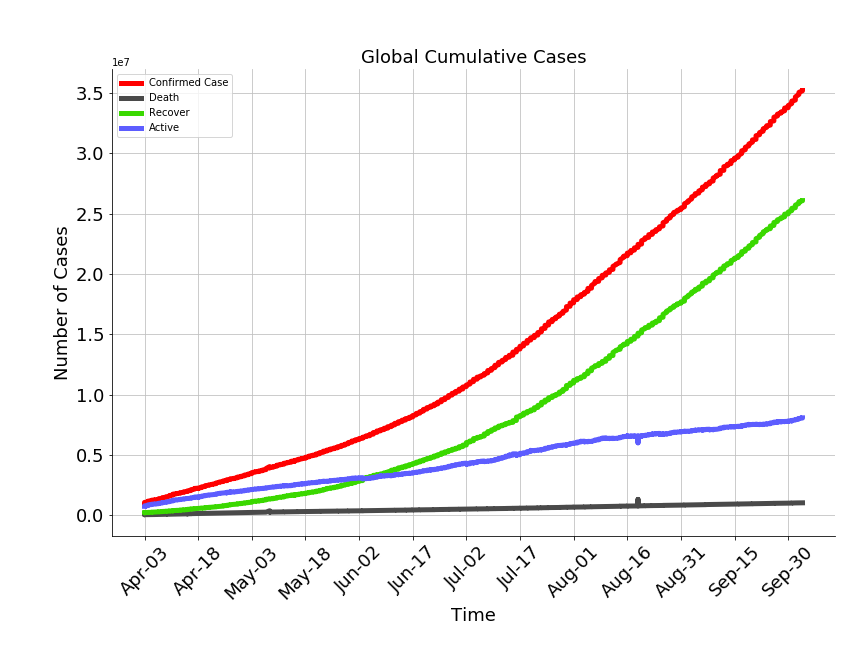 Global Cumulative Cases
1e7
Confirmed Case
Death
Recover
Active
3.5
3.0
2.5
2.0
1.5
1.0
0.5
0.0
Number of Cases
Apr-03
Apr-18
May-03
May-18
Jun-02
Jun-17
Jul-02
Jul-17
Aug-01
Aug-16
Aug-31
Sep-15
Sep-30
Time